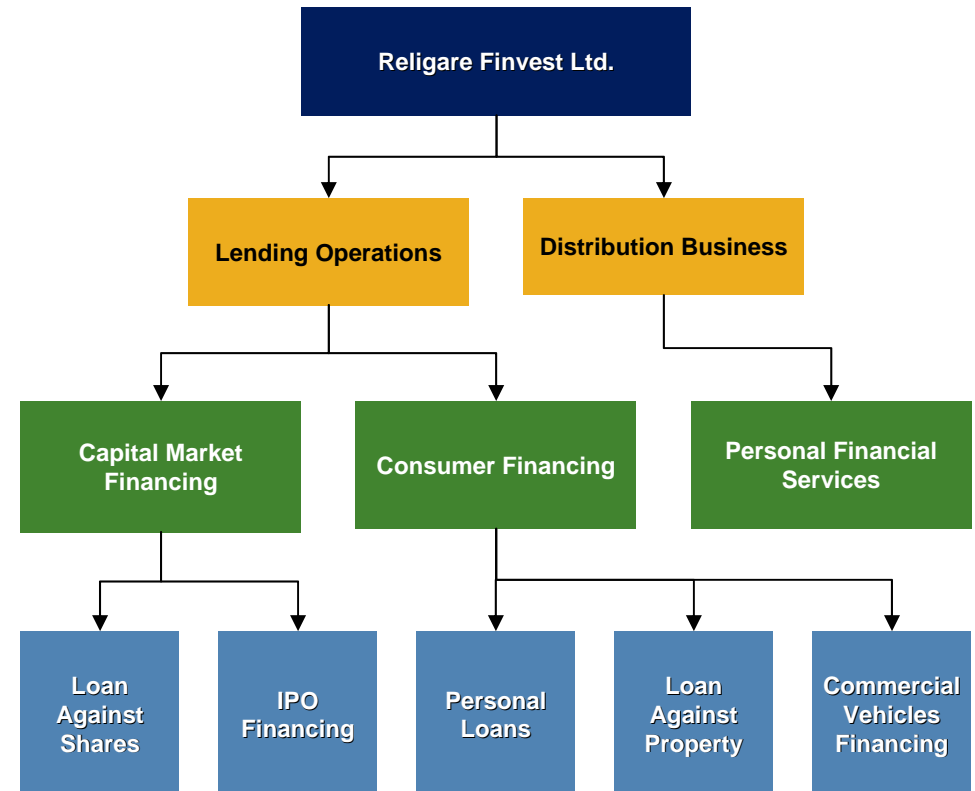 Religare Finvest Ltd.
Lending Operations
Distribution Business
Capital Market
Financing
Consumer Financing
Personal Financial
Services
Loan
Against
Shares
IPO
Financing
Personal
Loans
Loan
Against
Property
Commercial
Vehicles
Financing